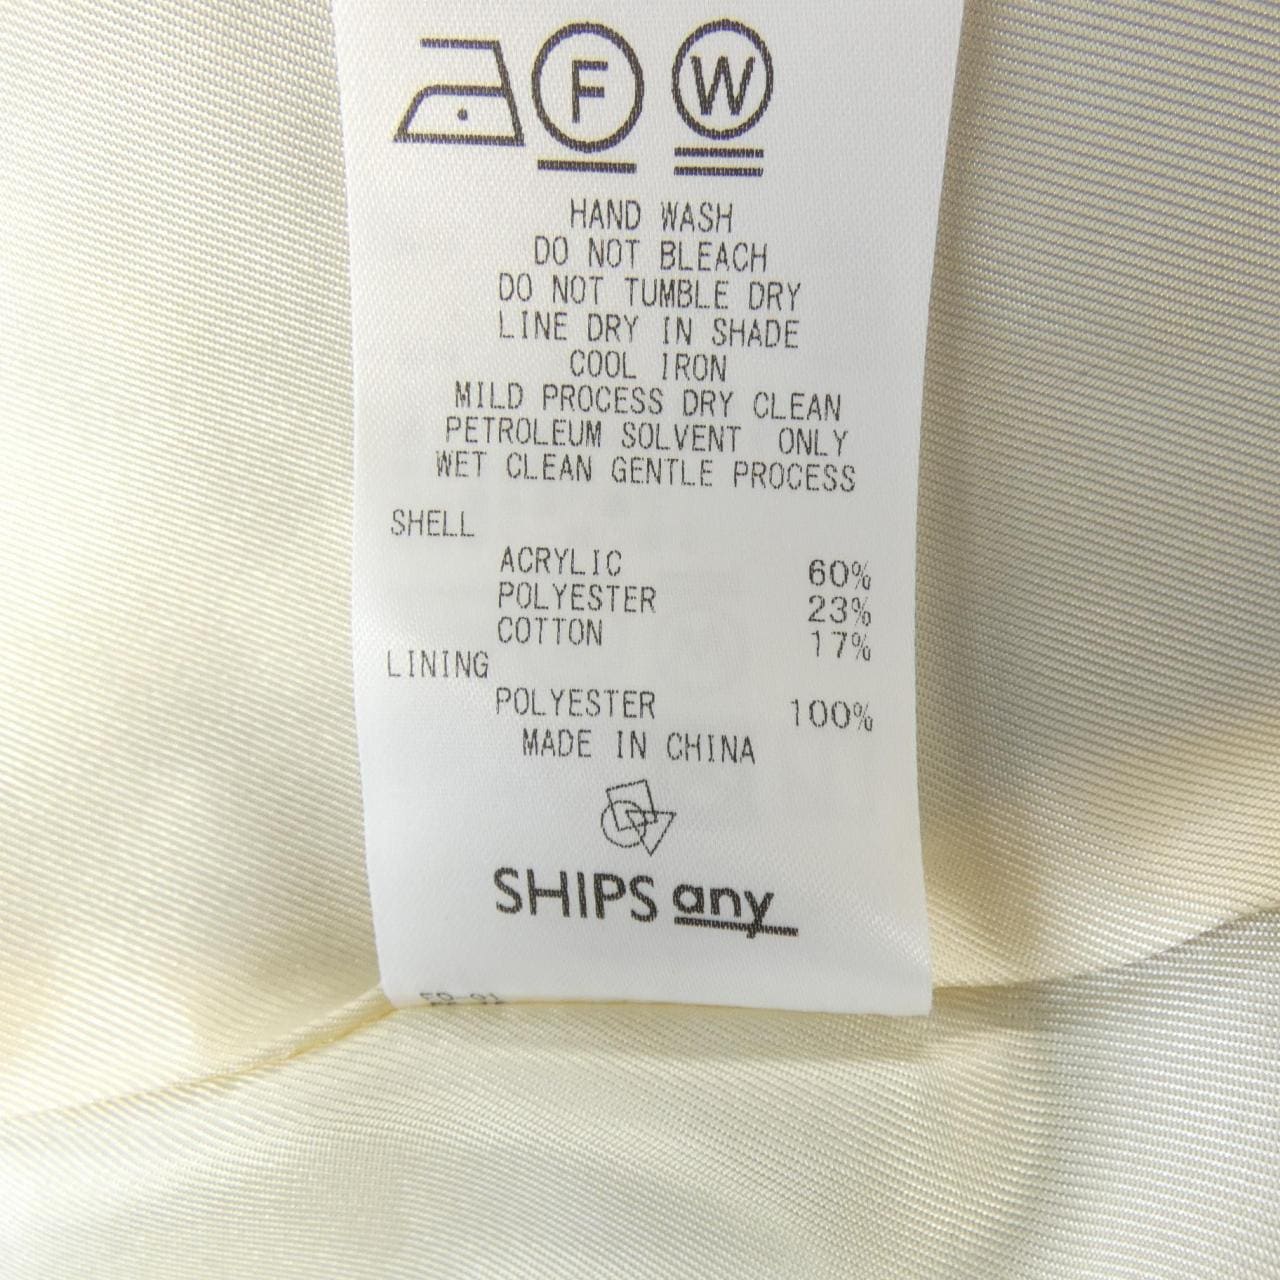 F W
HAND WASH
DO NOT BLEACH
DO NOT TUMBLE DRY
LINE DRY IN SHADE
COOL IRON
MILD PROCESS DRY CLEAN
PETROLEUM SOLVENT ONLY
WET CLEAN GENTLE PROCESS
SHELL
ACRYLIC 60%
POLYESTER 23%
COTTON 17%
LINING
POLYESTER 100%
MADE IN CHINA
SHIPS any